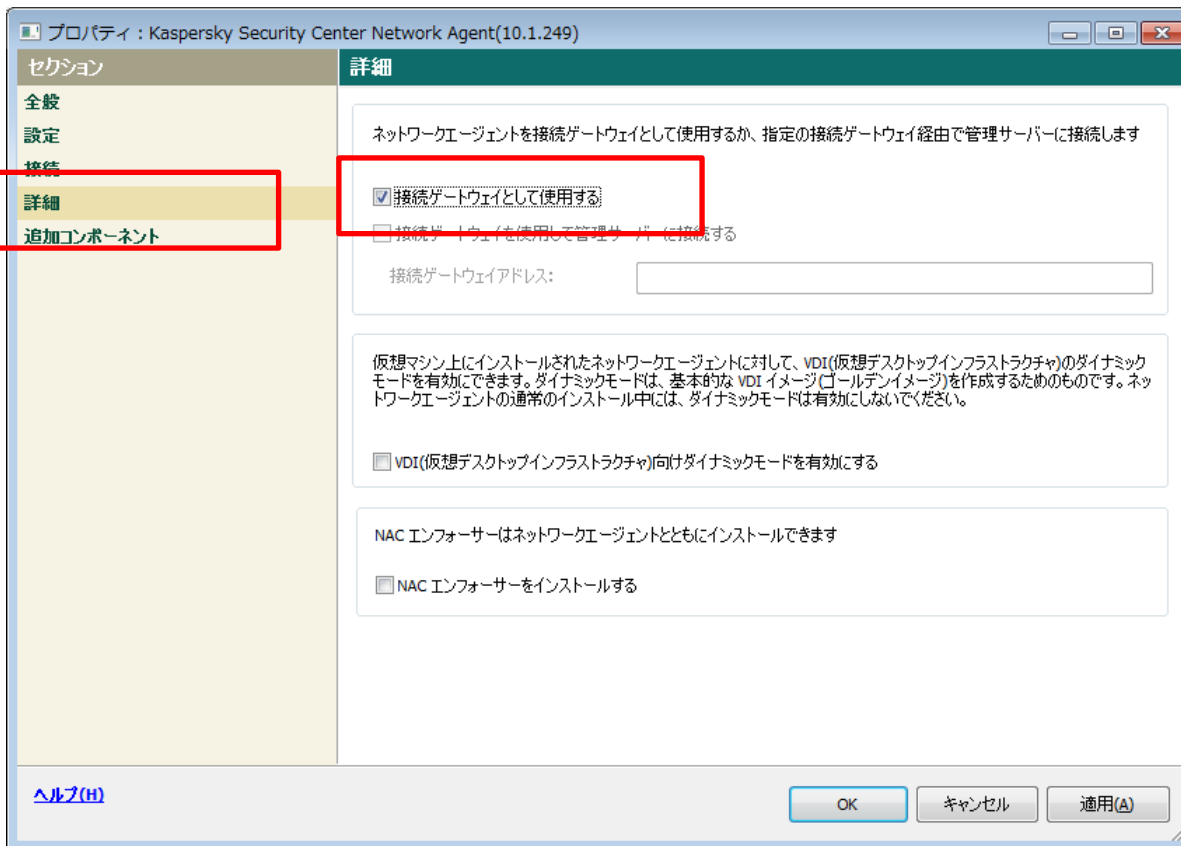 プロパティ : Kaspersky Security Center Network Agent(10.1.249)
セクション
全般
設定
接続
詳細
追加コンポーネント
詳細
ネットワークエージェントを接続ゲートウェイとして使用するか、指定の接続ゲートウェイ経由で管理サーバーに接続します
接続ゲートウェイとして使用する
接続ゲートウェイを使用して管理サーバーに接続する
接続ゲートウェイアドレス:
仮想マシン上にインストールされたネットワークエージェントに対して、VDI(仮想デスクトップインフラストラクチャ)のダイナミック
モードを有効にできます。ダイナミックモードは、基本的な VDI イメージ(ゴールデンイメージ)を作成するためのものです。ネッ
トワークエージェントの通常のインストール中には、ダイナミックモードは有効にしないでください。
VDI(仮想デスクトップインフラストラクチャ)向けダイナミックモードを有効にする
NAC エンフォーサーはネットワークエージェントとともにインストールできます
NAC エンフォーサーをインストールする
ヘルプ(H)
OK
キャンセル
適用(A)